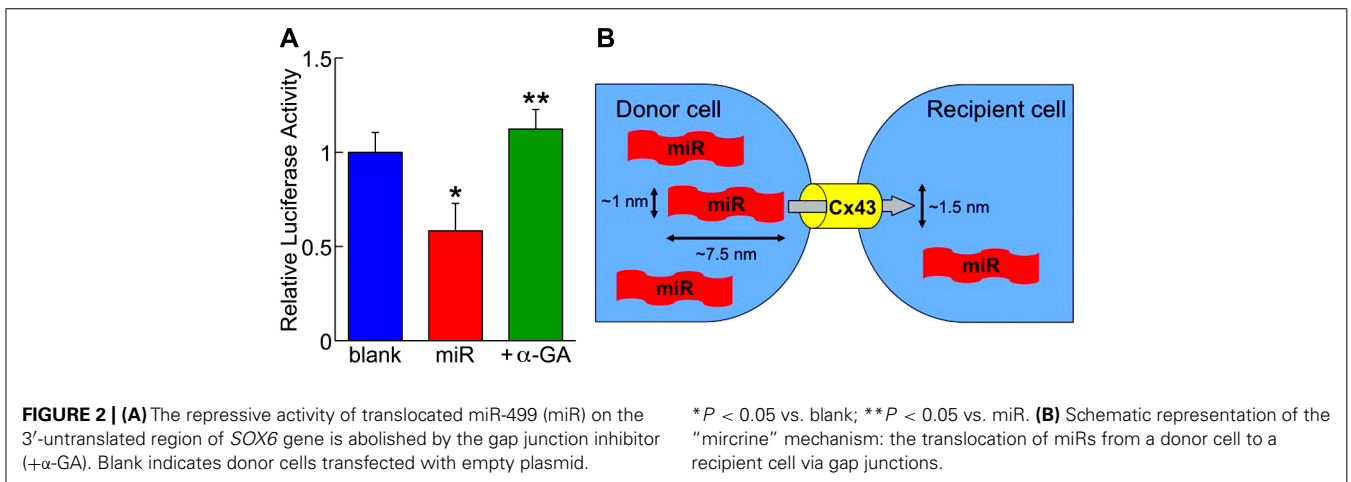 A
1.5
1
0.5
0
Relative Luciferase Activity
*
**
blank
miR
+ α-GA
B
Donor cell
Recipient cell
miR
~1 nm
miR
Cx43
~1.5 nm
~7.5 nm
miR
miR
FIGURE 2 | (A) The repressive activity of translocated miR-499 (miR) on the
3′-untranslated region of SOX6 gene is abolished by the gap junction inhibitor
(+α-GA). Blank indicates donor cells transfected with empty plasmid.
*P < 0.05 vs. blank; **P < 0.05 vs. miR. (B) Schematic representation of the
“mircrine” mechanism: the translocation of miRs from a donor cell to a
recipient cell via gap junctions.